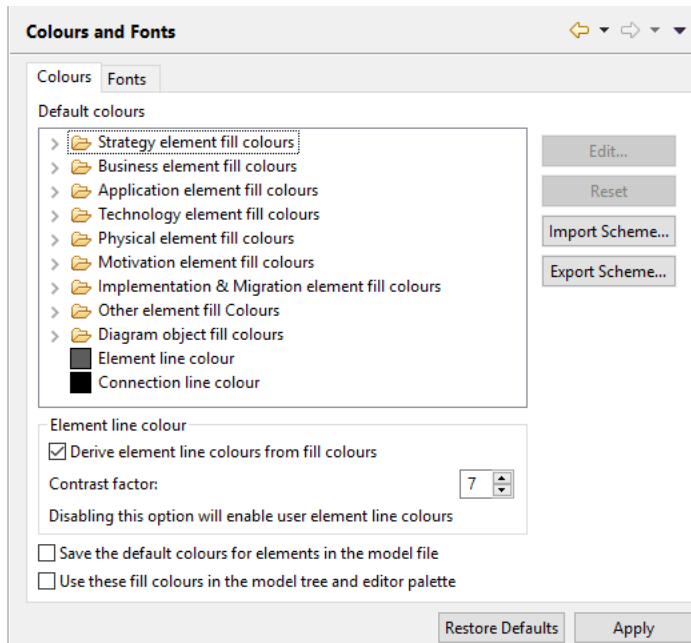 Colours and Fonts
Colours
Fonts
Default colours
Strategy element fill colours
Business element fill colours
Application element fill colours
Technology element fill colours
Physical element fill colours
Motivation element fill colours
Implementation & Migration element fill colours
Other element fill Colours
Diagram object fill colours
Element line colour
Connection line colour
Edit...
Reset
Import Scheme...
Export Scheme...
Element line colour
Derive element line colours from fill colours
Contrast factor:
7
Disabling this option will enable user element line colours
Save the default colours for elements in the model file
Use these fill colours in the model tree and editor palette
Restore Defaults
Apply